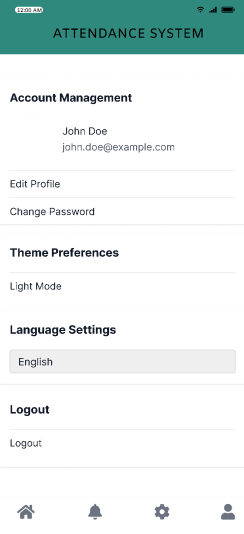 12:00 AM
ATTENDANCE SYSTEM
Account Management
John Doe
john.doe@example.com
Edit Profile
Change Password
Theme Preferences
Light Mode
Language Settings
English
Logout
Logout